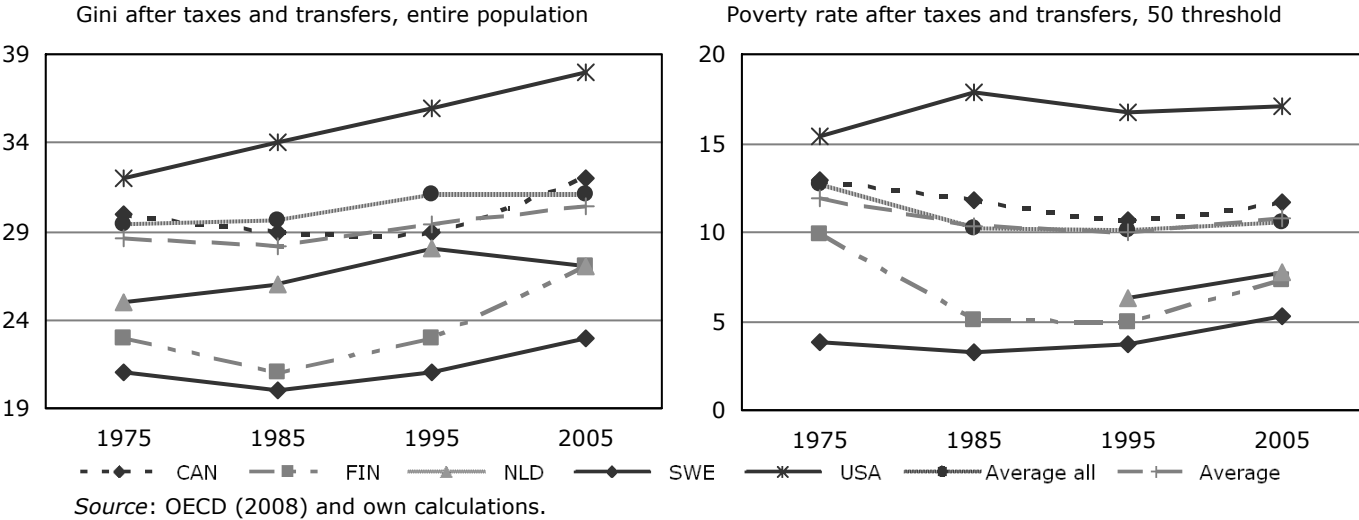 Gini after taxes and transfers, entire population
39
34
29
24
19
1975 1985 1995 2005
Poverty rate after taxes and transfers, 50 threshold
20
15
10
5
0
1975 1985 1995 2005
CAN FIN NLD SWE USA Average all Average
Source: OECD (2008) and own calculations.